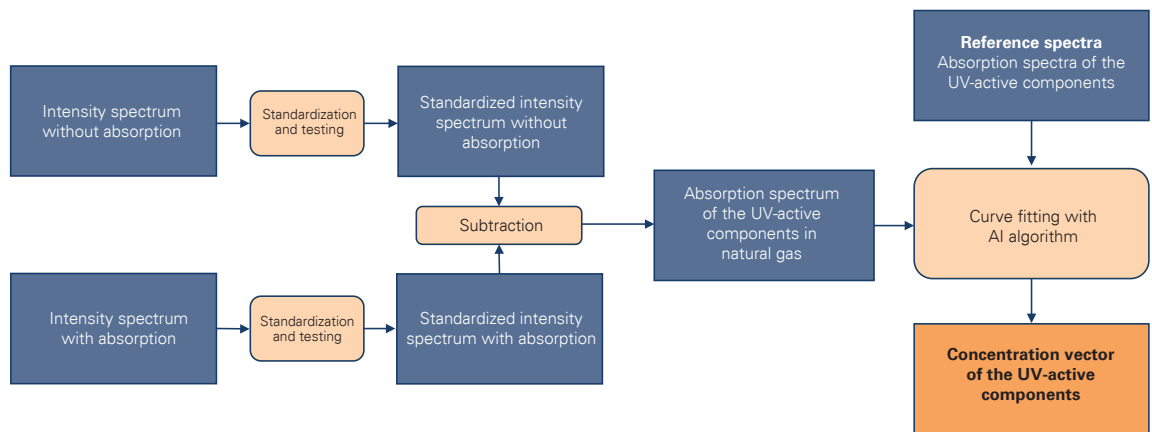 Intensity spectrum
without absorption
Standardization
and testing
Standardized intensity
spectrum without
absorption
Reference spectra
Absorption spectra of the
UV-active components
Subtraction
Absorption spectrum
of the UV-active
components in
natural gas
Curve fitting with
AI algorithm
Intensity spectrum
with absorption
Standardization
and testing
Standardized intensity
spectrum with absorption
Concentration vector
of the UV-active
components